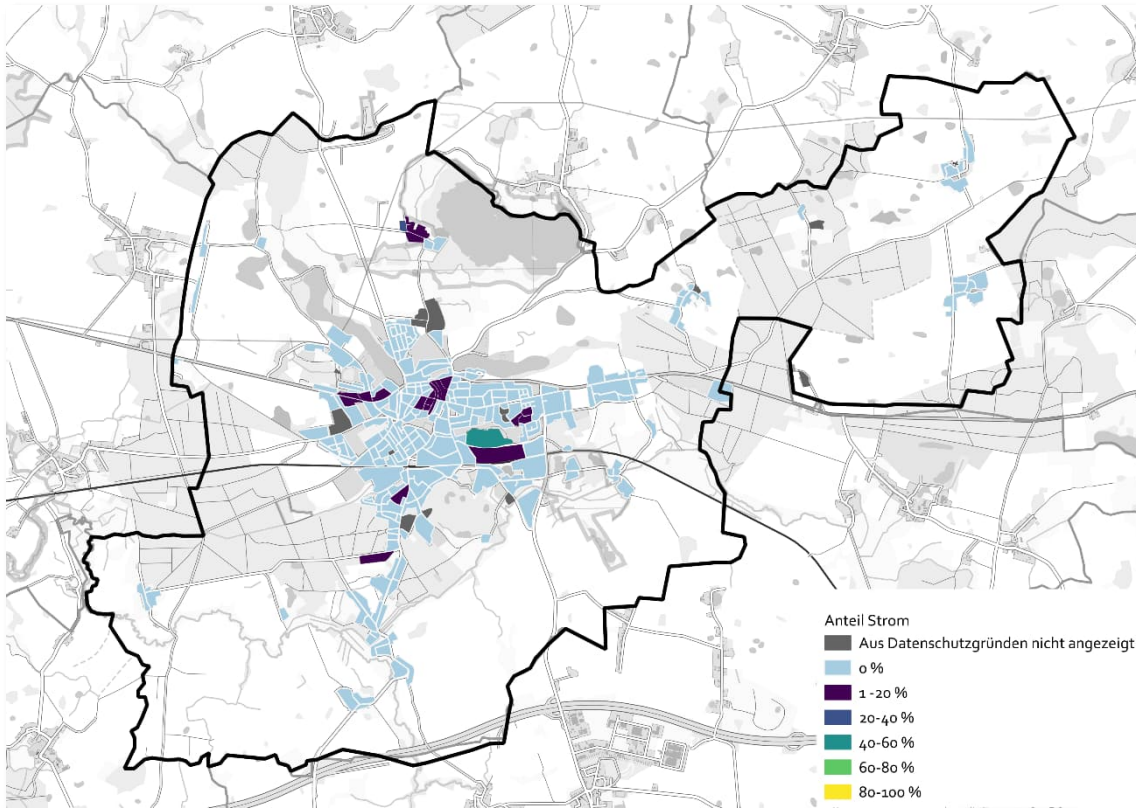 Anteil Strom
Aus Datenschutzgründen nicht angezeigt
0 %
1 -20 %
20-40 %
40-60 %
60-80 %
80-100 %